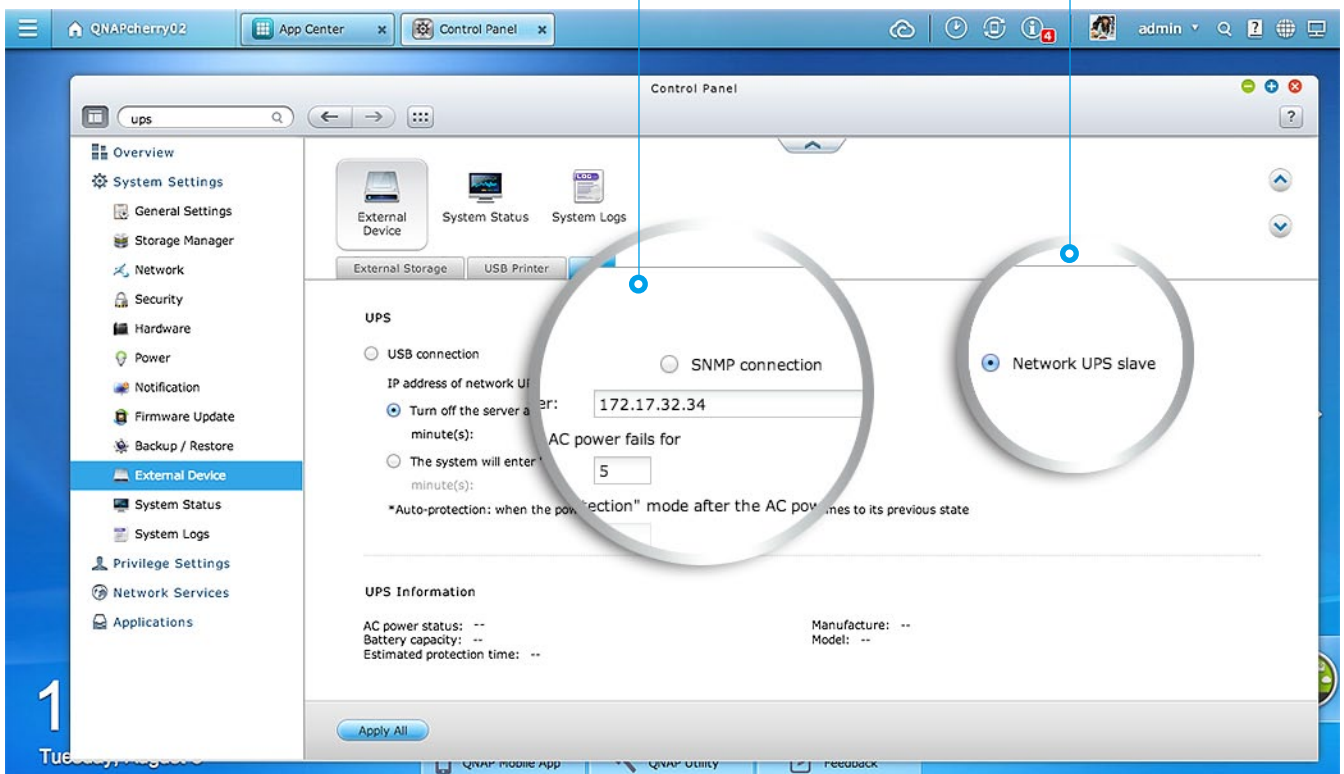 QNAPcherry02 App Center Control Panel 4 admin
Control Panel
ups
Overview
System Settings
General Settings
Storage Manager
Network
Security
Hardware
Power
Notification
Firmware Update
Backup / Restore
External Device
System Status
System Logs
Privilege Settings
Network Services
Applications
External Device
System Status
LOG
System Logs
External Storage USB Printer
UPS
USB connection SNMP connection Network UPS slave
IP address of network er: 172.17.32.34
Turn off the server AC power fails for
minute(s): 5
The system will enter tection" mode after the AC
minute(s):
*Auto-protection: when the to its previous state
UPS Information
AC power status: -- Manufacture: --
Battery capacity: -- Model: --
Estimated protection time: --
Apply All
1
QNAP Mobile App QNAP Utility Feedback